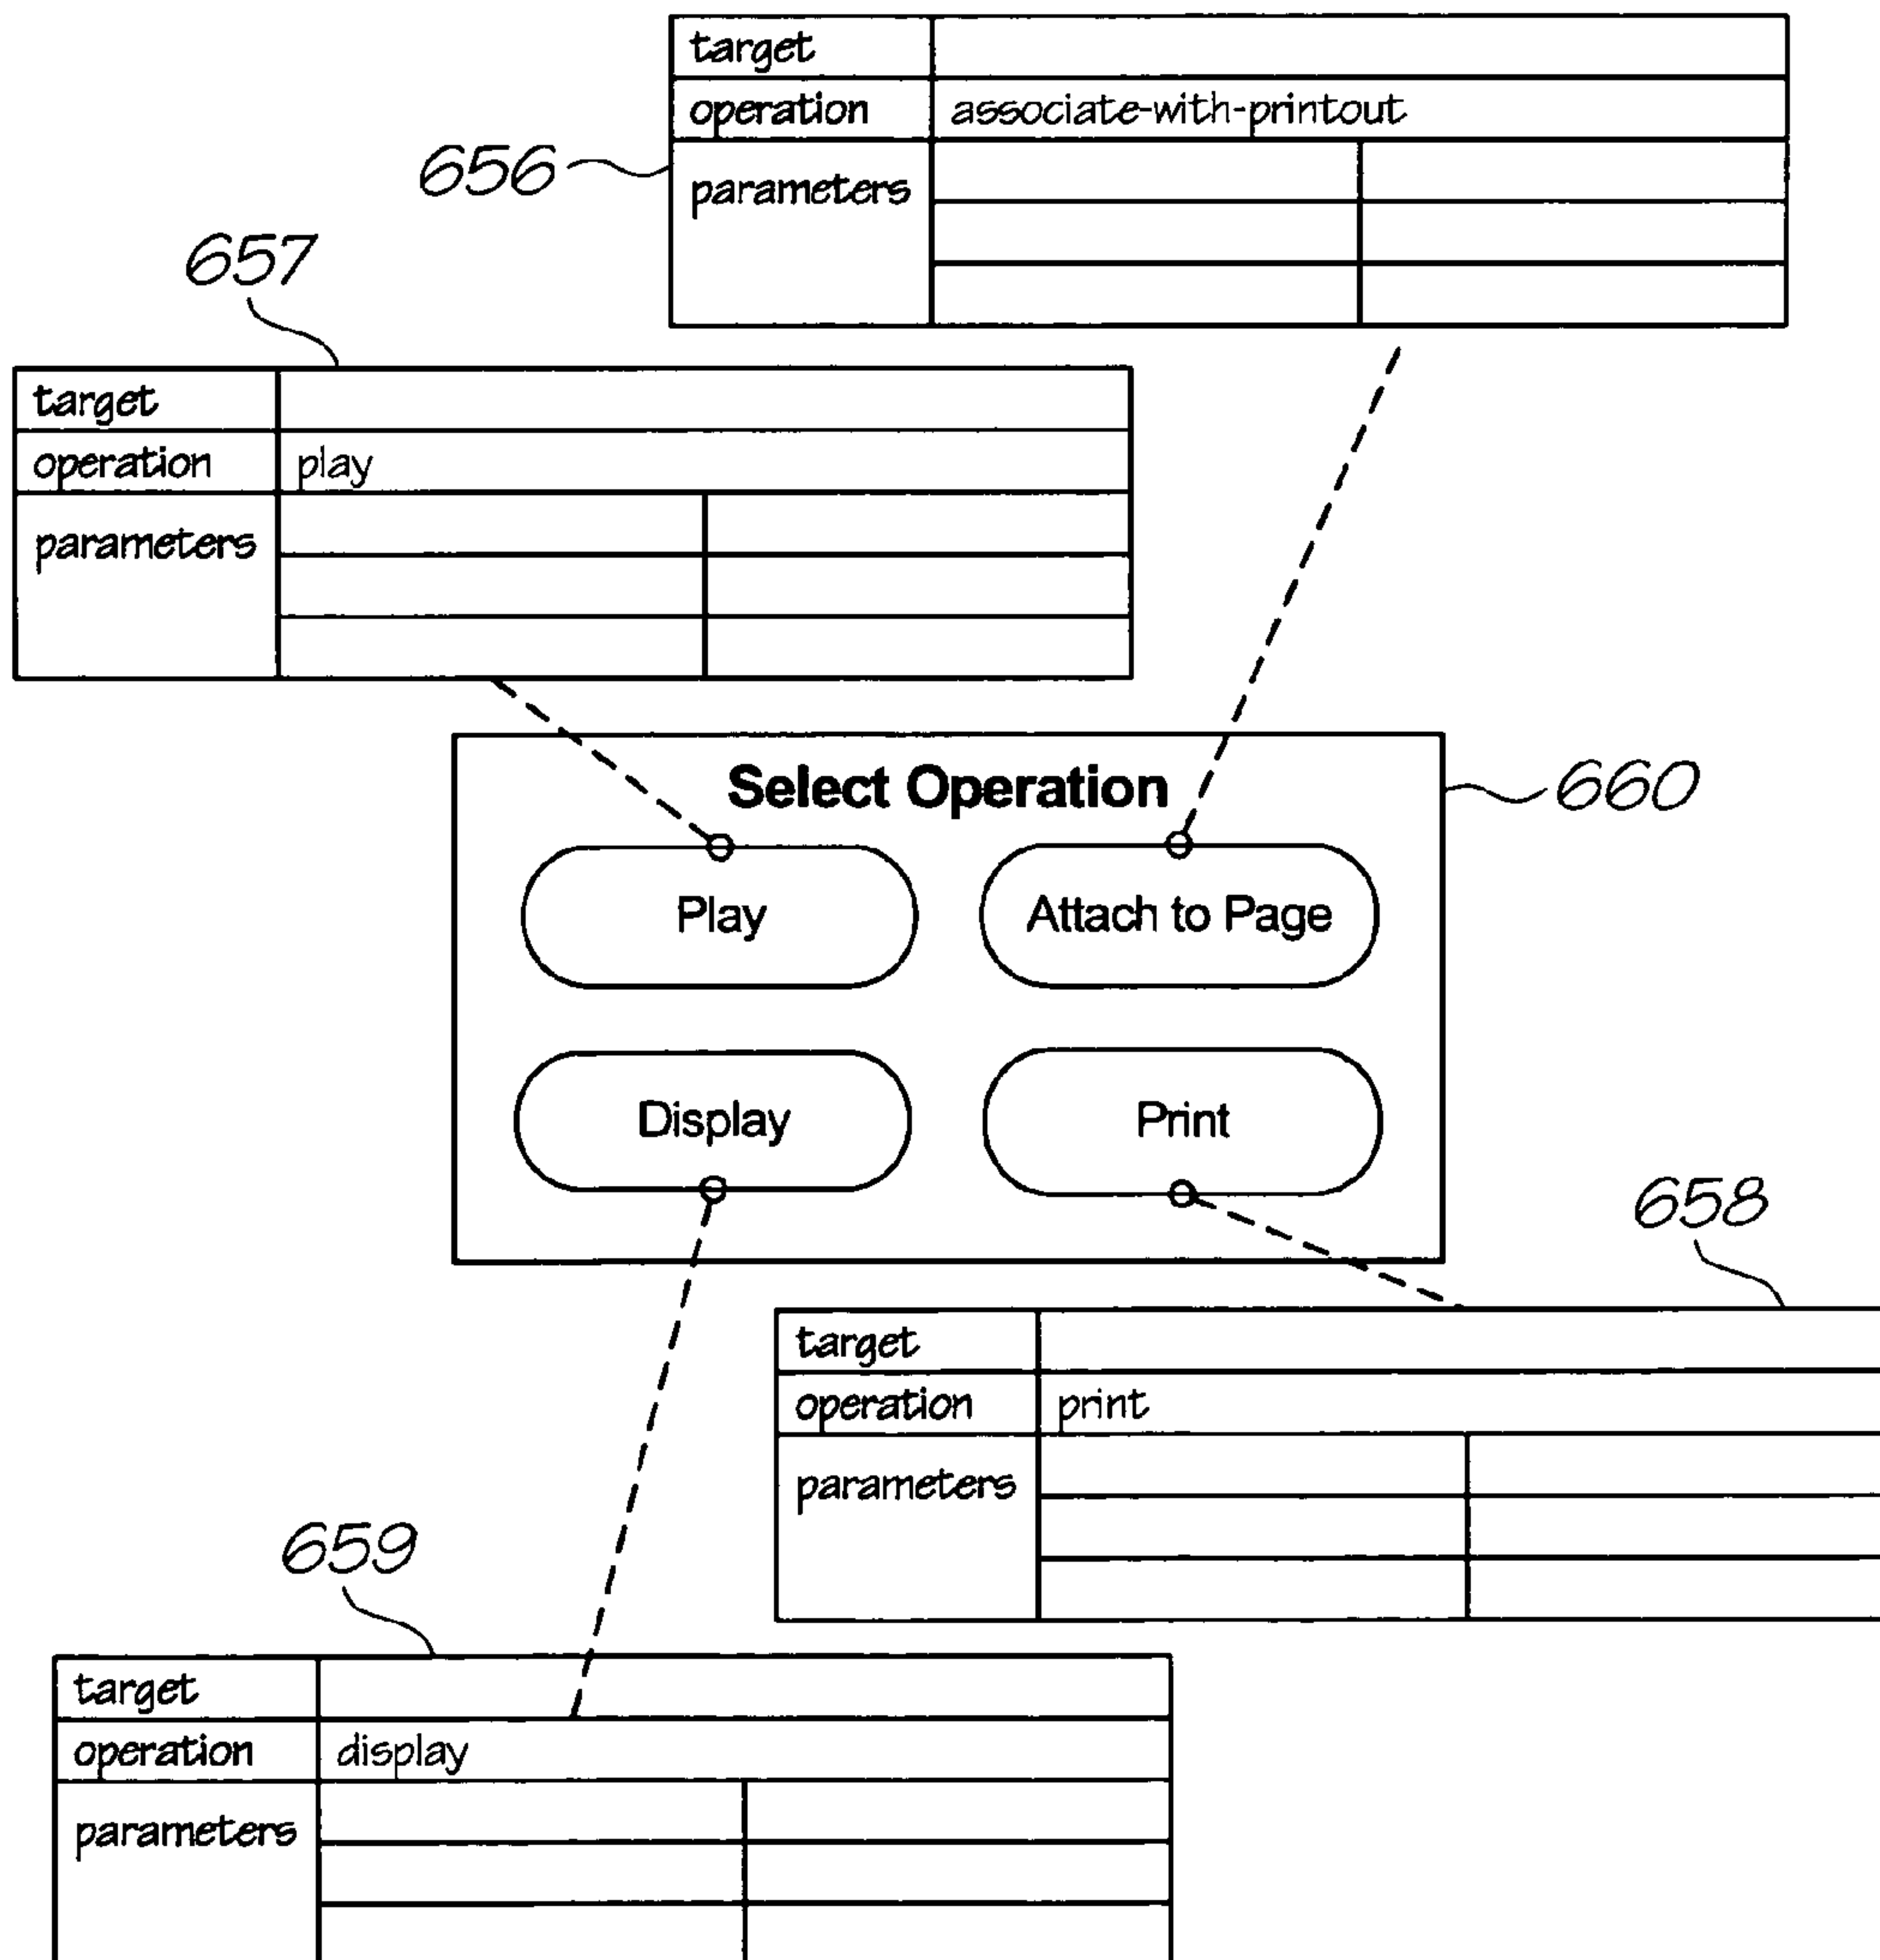 target
operation associate-with-printout
656
parameters
657
target
operation play
parameters
Select Operation
660
Play Attach to Page
Display Print
658
target
operation print
parameters
659
target
operation display
parameters